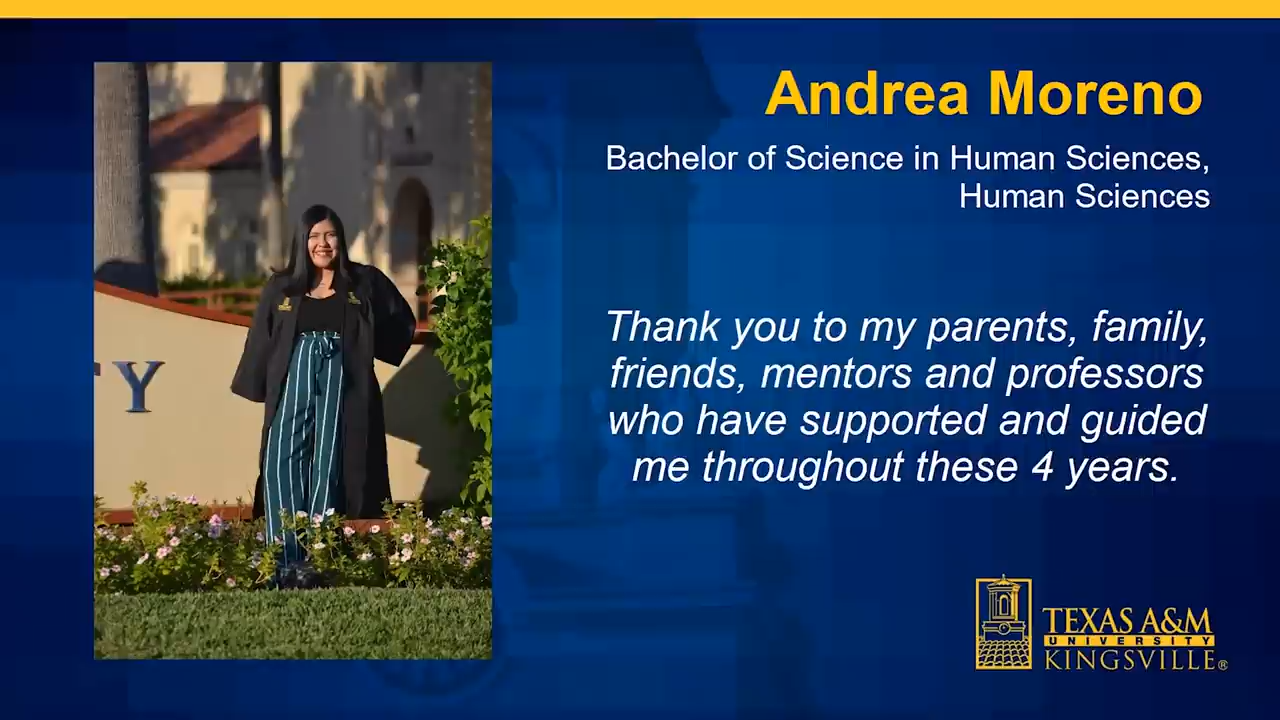 Andrea Moreno
Bachelor of Science in Human Sciences,
Human Sciences
Thank you to my parents, family,
friends, mentors and professors
who have supported and guided
me throughout these 4 years.
Y
TEXAS A&M
UNIVERSITY
KINGSVILLE®